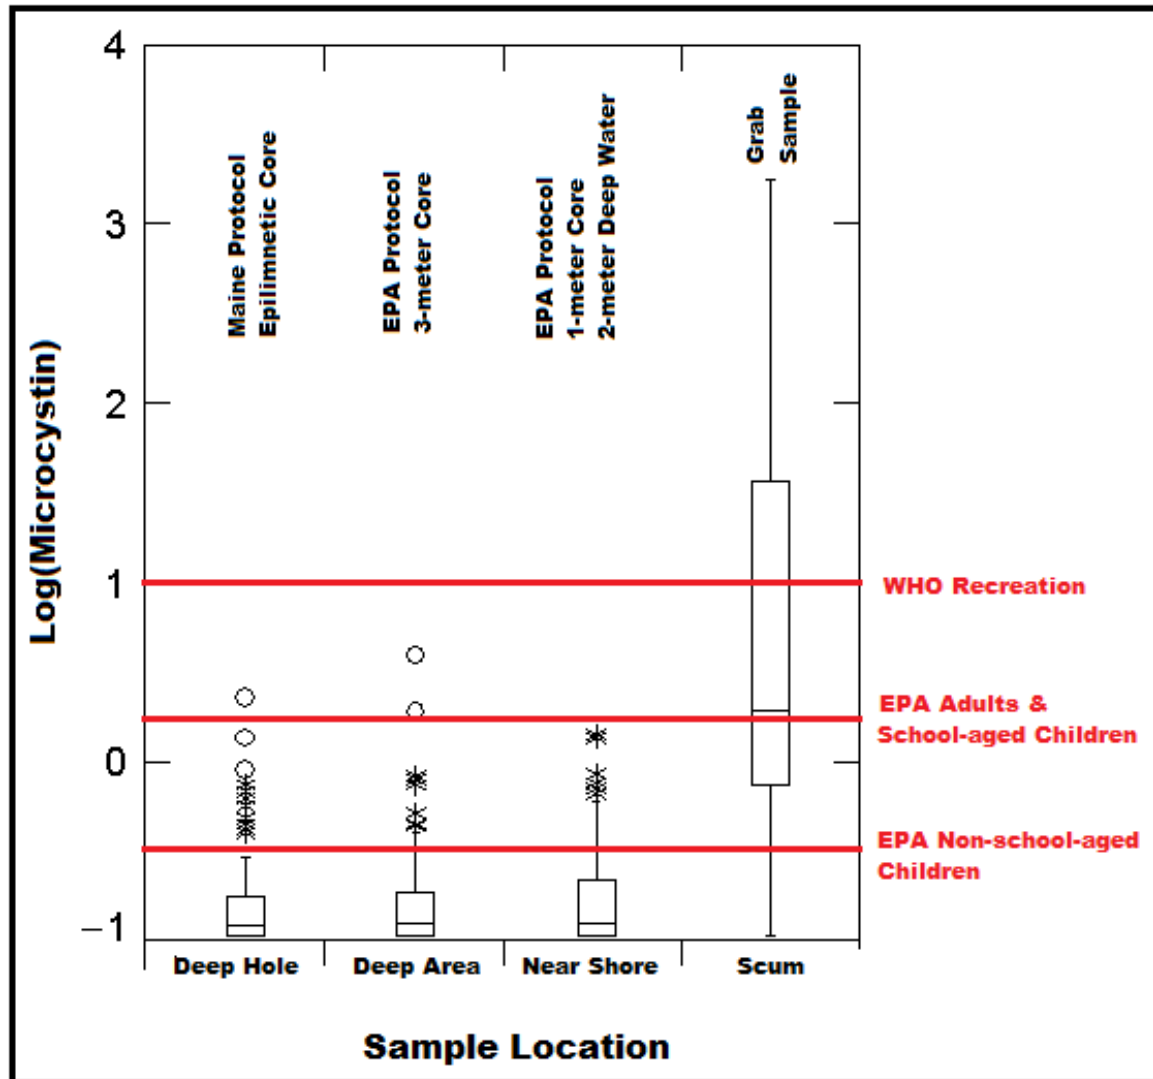 4
3
2
1
0
−1
Log(Microcystin)
Maine Protocol
Epilimnetic Core
EPA Protocol
3-meter Core
EPA Protocol
1-meter Core
2-meter Deep Water
Grab
Sample
WHO Recreation
EPA Adults &
School-aged Children
EPA Non-school-aged
Children
Deep Hole
Deep Area
Near Shore
Scum
Sample Location